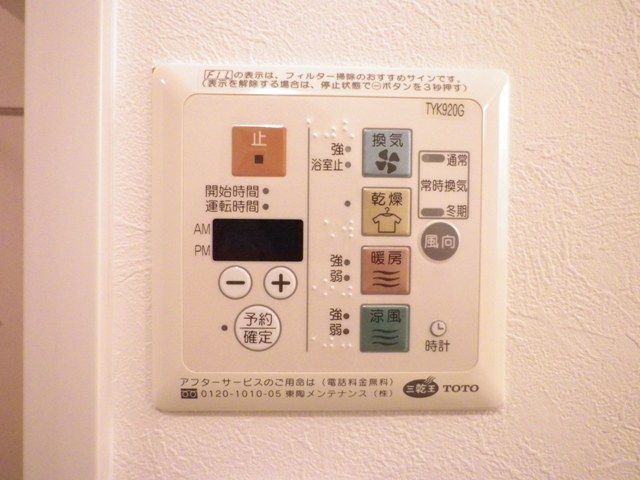 FILの表示は、フィルター掃除のおすすめサインです。
(表示を解除する場合は、停止状態で⊖ボタンを3秒押す)
TYK920G
止
強
浴室止
換気
通常
常時換気
冬期
開始時間
運転時間
乾燥
AM
PM
風向
強
弱
暖房
− +
予約
確定
強
弱
涼風
時計
アフターサービスのご用命は(電話料金無料)
0120-1010-05 東陶メンテナンス(株)
三乾王 TOTO